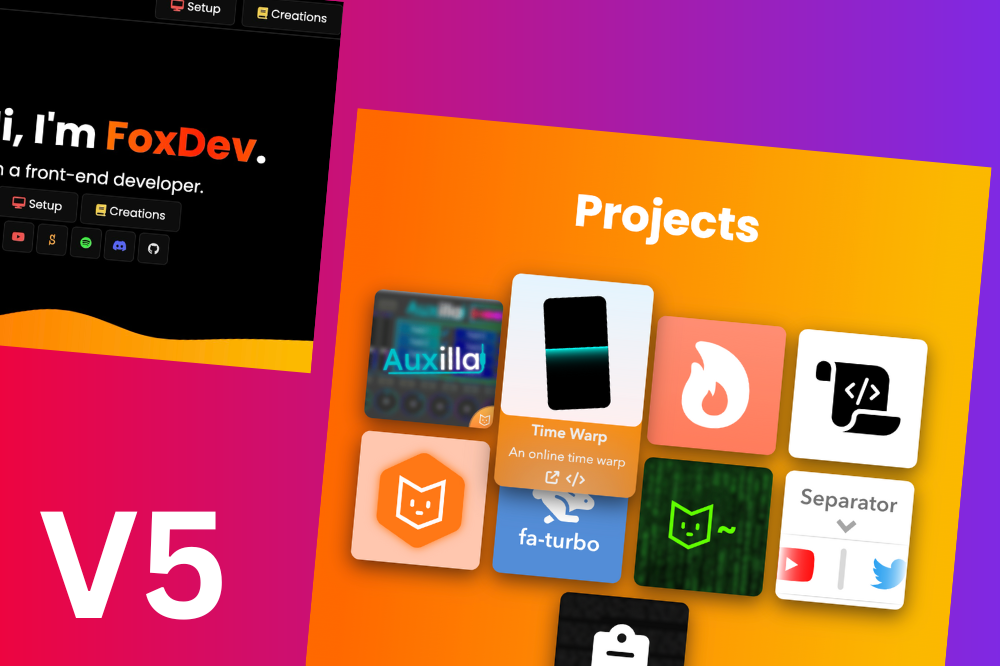 Setup
Creations
i, I'm FoxDev.
a front-end developer.
Setup
Creations
Projects
Auxilla
Auxilla
Time Warp
An online time warp
</>
</>
~
fa-turbo
Separator
V5